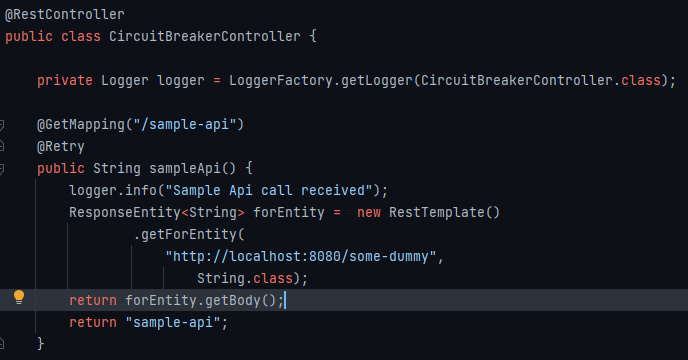 @RestController
public class CircuitBreakerController {
private Logger logger = LoggerFactory.getLogger(CircuitBreakerController.class);
@GetMapping("/sample-api")
@Retry
public String sampleApi() {
logger.info("Sample Api call received");
ResponseEntity<String> forEntity =  new RestTemplate()
.getForEntity(
"http://localhost:8080/some-dummy",
String.class);
return forEntity.getBody();
return "sample-api";
}